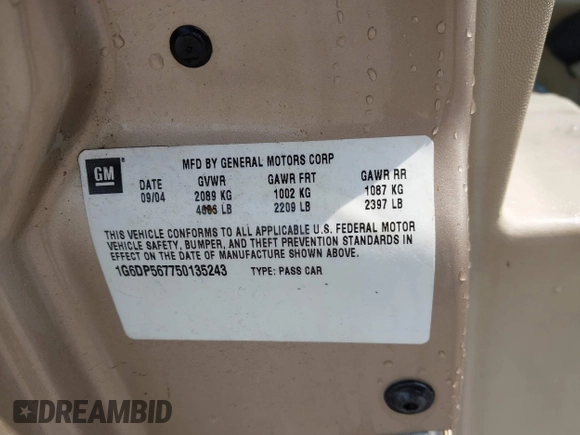 MFD BY GENERAL MOTORS CORP
GM
DATE GVWR GAWR FRT GAWR RR
09/04 2089 KG 1002 KG 1087 KG
LB 2209 LB 2397 LB
THIS VEHICLE CONFORMS TO ALL APPLICABLE U.S. FEDERAL MOTOR
VEHICLE SAFETY, BUMPER, AND THEFT PREVENTION STANDARDS IN
EFFECT ON THE DATE OF MANUFACTURE SHOWN ABOVE.
1G6DP567750135243 TYPE: PASS CAR
DREAMBID